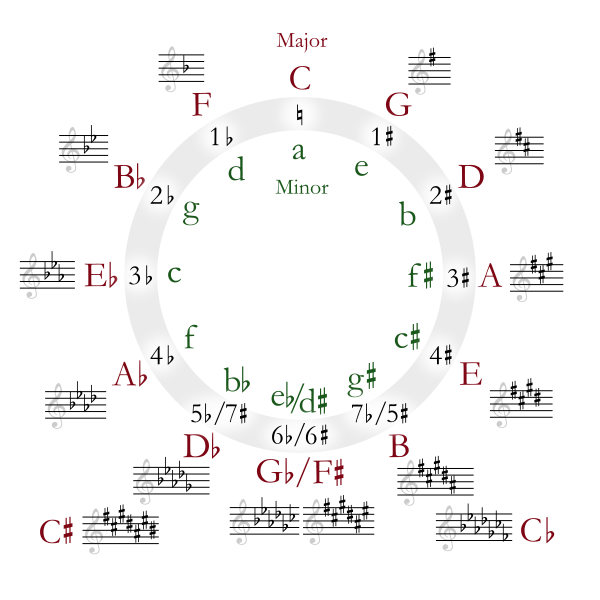 Major
C
F G
♮
1♭ 1♯
a
d e
B♭ D
Minor
2♭ 2♯
g b
E♭ 3♭ c f♯ 3♯ A
f c♯
4♭ 4♯
A♭ E
b♭ g♯
e♭/d♯
5♭/7♯ 7♭/5♯
6♭/6♯
D♭ B
G♭/F♯
C♯ C♭